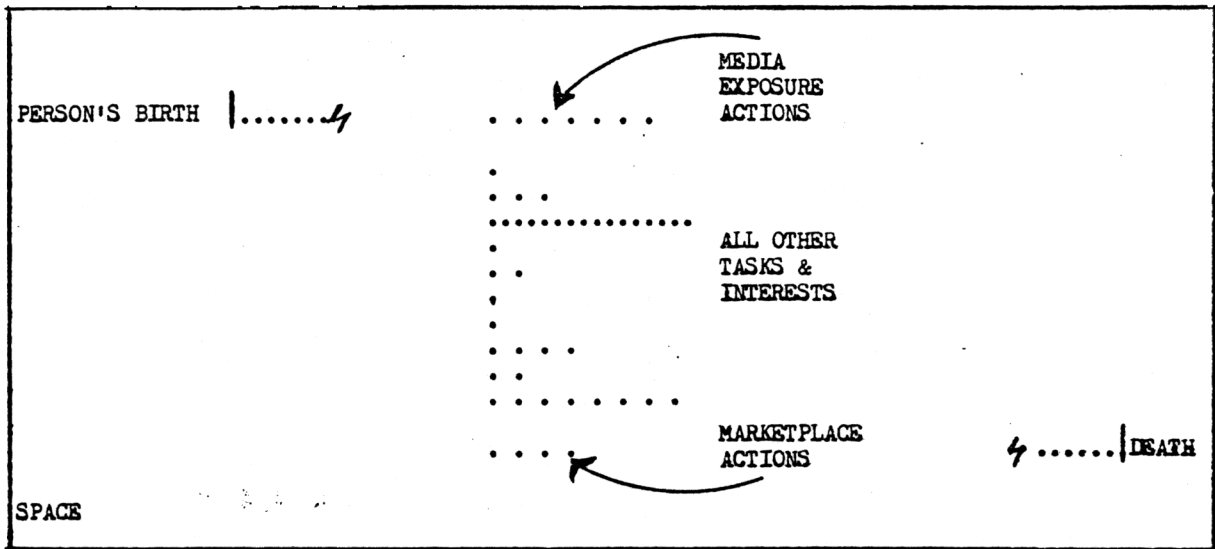 MEDIA
EXPOSURE
ACTIONS
PERSON'S BIRTH
ALL OTHER
TASKS &
INTERESTS
MARKETPLACE
ACTIONS
DEATH
SPACE